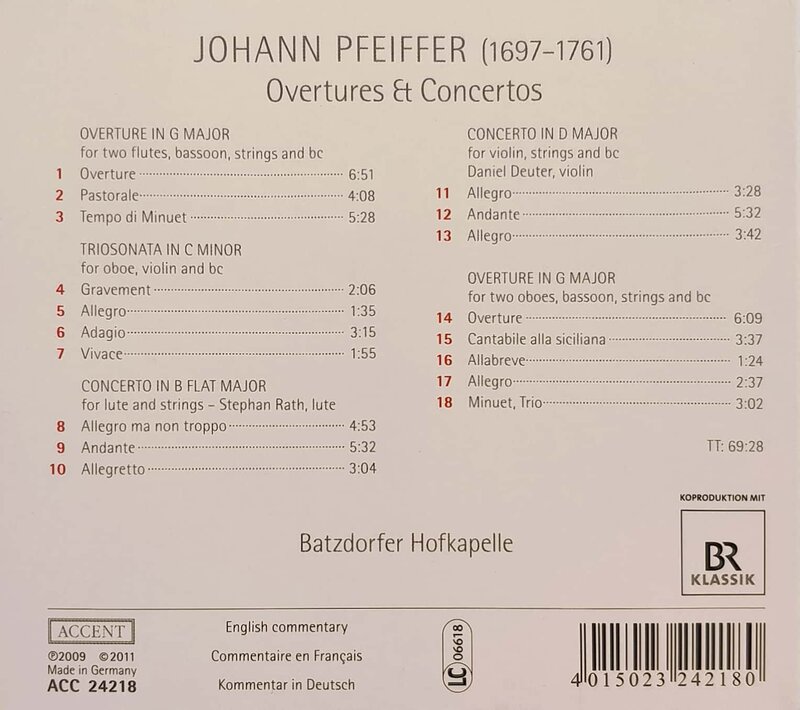 JOHANN PFEIFFER (1697–1761)
Overtures & Concertos
OVERTURE IN G MAJOR
for two flutes, bassoon, strings and bc
1 Overture 6:51
2 Pastorale 4:08
3 Tempo di Minuet 5:28
TRIOSONATA IN C MINOR
for oboe, violin and bc
4 Gravement 2:06
5 Allegro 1:35
6 Adagio 3:15
7 Vivace 1:55
CONCERTO IN B FLAT MAJOR
for lute and strings – Stephan Rath, lute
8 Allegro ma non troppo 4:53
9 Andante 5:32
10 Allegretto 3:04
CONCERTO IN D MAJOR
for violin, strings and bc
Daniel Deuter, violin
11 Allegro 3:28
12 Andante 5:32
13 Allegro 3:42
OVERTURE IN G MAJOR
for two oboes, bassoon, strings and bc
14 Overture 6:09
15 Cantabile alla siciliana 3:37
16 Allabreve 1:24
17 Allegro 2:37
18 Minuet, Trio 3:02
TT: 69:28
Batzdorfer Hofkapelle
KOPRODUKTION MIT
BR
KLASSIK
ACCENT
℗2009 ©2011
Made in Germany
ACC 24218
English commentary
Commentaire en Français
Kommentar in Deutsch
LC 06618
4 015023 242180